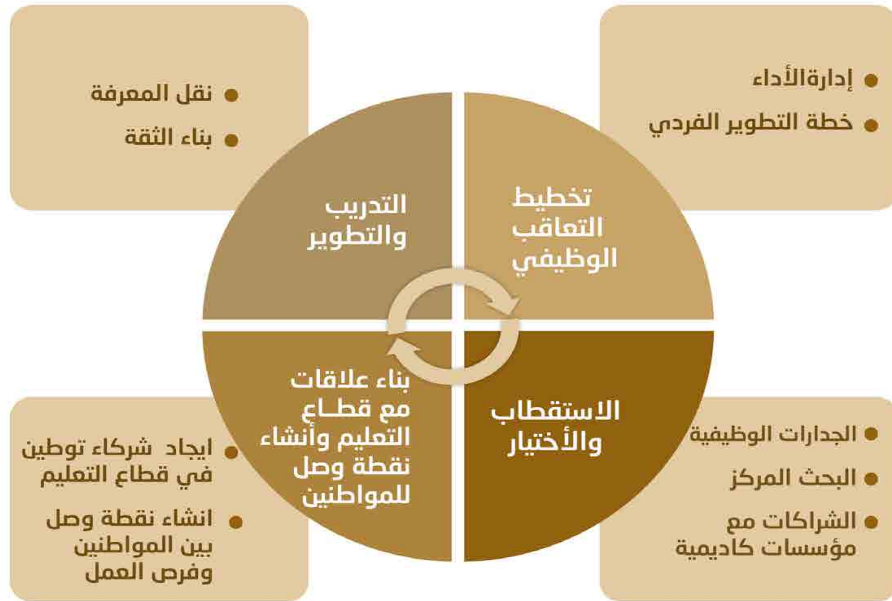 إدارةالأداء
خطة التطوير الفردي
نقل المعرفة
بناء الثقة
تخطيط
التعاقب
الوظيفي
التدريب
والتطوير
الاستقطاب
والأختيار
بناء علاقات
مع قطــاع
التعليم وأنشاء
نقطة وصل
للمواطنين
الجدارات الوظيفية
البحث المركز
الشراكات مع
مؤسسات كاديمية
ايجاد شركاء توطين
في قطاع التعليم
انشاء نقطة وصل
بين المواطنين
وفرص العمل